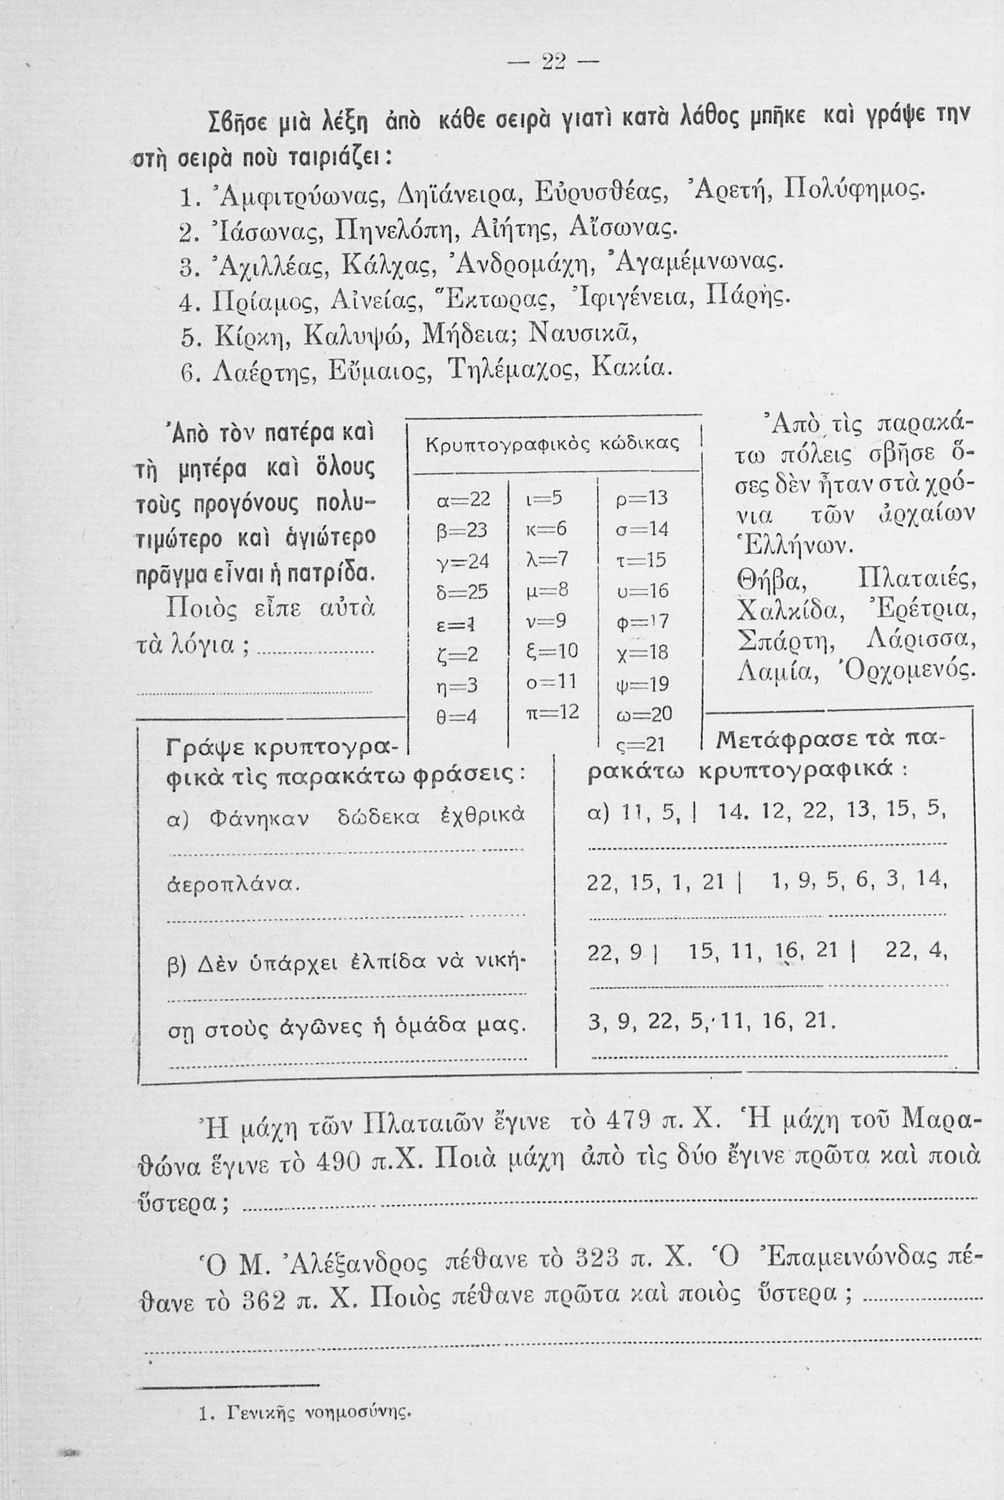 — 22 —
Σβῆσε μιὰ λέξη ἀπὸ κάθε σειρὰ γιατὶ κατὰ λάθος μπῆκε καὶ γράψε την
στὴ σειρὰ ποὺ ταιριάζει :
1. Ἀμφιτρύωνας, Δηϊάνειρα, Εὐρυσθέας, Ἀρετή, Πολύφημος.
2. Ἰάσωνας, Πηνελόπη, Αἰήτης, Αἴσωνας.
3. Ἀχιλλέας, Κάλχας, Ἀνδρομάχη, Ἀγαμέμνωνας.
4. Πρίαμος, Αἰνείας, Ἕκτωρας, Ἰφιγένεια, Πάρης.
5. Κίρκη, Καλυψώ, Μήδεια; Ναυσικᾶ,
6. Λαέρτης, Εὔμαιος, Τηλέμαχος, Κακία.
Ἀπὸ τὸν πατέρα καὶ
τὴ μητέρα καὶ ὅλους
τοὺς προγόνους πολυ-
τιμώτερο καὶ ἁγιώτερο
πρᾶγμα εἶναι ἡ πατρίδα.
Ποιὸς εἶπε αὐτὰ
τὰ λόγια ; ..........
Κρυπτογραφικὸς κώδικας
α=22 ι=5 ρ=13
β=23 κ=6 σ=14
γ=24 λ=7 τ=15
δ=25 μ=8 υ=16
ε=1 ν=9 φ=17
ζ=2 ξ=10 χ=18
η=3 ο=11 ψ=19
θ=4 π=12 ω=20
ς=21
Ἀπὸ τὶς παρακά-
τω πόλεις σβῆσε ὅ-
σες δὲν ἦταν στὰ χρό-
νια τῶν ἀρχαίων
Ἑλλήνων.
Θήβα, Πλαταιές,
Χαλκίδα, Ἐρέτρια,
Σπάρτη, Λάρισσα,
Λαμία, Ὀρχομενός.
Γράψε κρυπτογρα-
φικὰ τὶς παρακάτω φράσεις :
α) Φάνηκαν δώδεκα ἐχθρικὰ
ἀεροπλάνα.
β) Δὲν ὑπάρχει ἐλπίδα νὰ νική-
σῃ στοὺς ἀγῶνες ἡ ὁμάδα μας.
Μετάφρασε τὰ πα-
ρακάτω κρυπτογραφικά :
α) 11, 5, | 14. 12, 22, 13, 15, 5,
22, 15, 1, 21 | 1, 9, 5, 6, 3, 14,
22, 9 | 15, 11, 16, 21 | 22, 4,
3, 9, 22, 5, 11, 16, 21.
Ἡ μάχη τῶν Πλαταιῶν ἔγινε τὸ 479 π. Χ. Ἡ μάχη τοῦ Μαρα-
θώνα ἔγινε τὸ 490 π.Χ. Ποιὰ μάχη ἀπὸ τὶς δύο ἔγινε πρῶτα καὶ ποιὰ
ὕστερα ; ..........
Ὁ Μ. Ἀλέξανδρος πέθανε τὸ 323 π. Χ. Ὁ Ἐπαμεινώνδας πέ-
θανε τὸ 362 π. Χ. Ποιὸς πέθανε πρῶτα καὶ ποιὸς ὕστερα ; ..........
1. Γενικῆς νοημοσύνης.